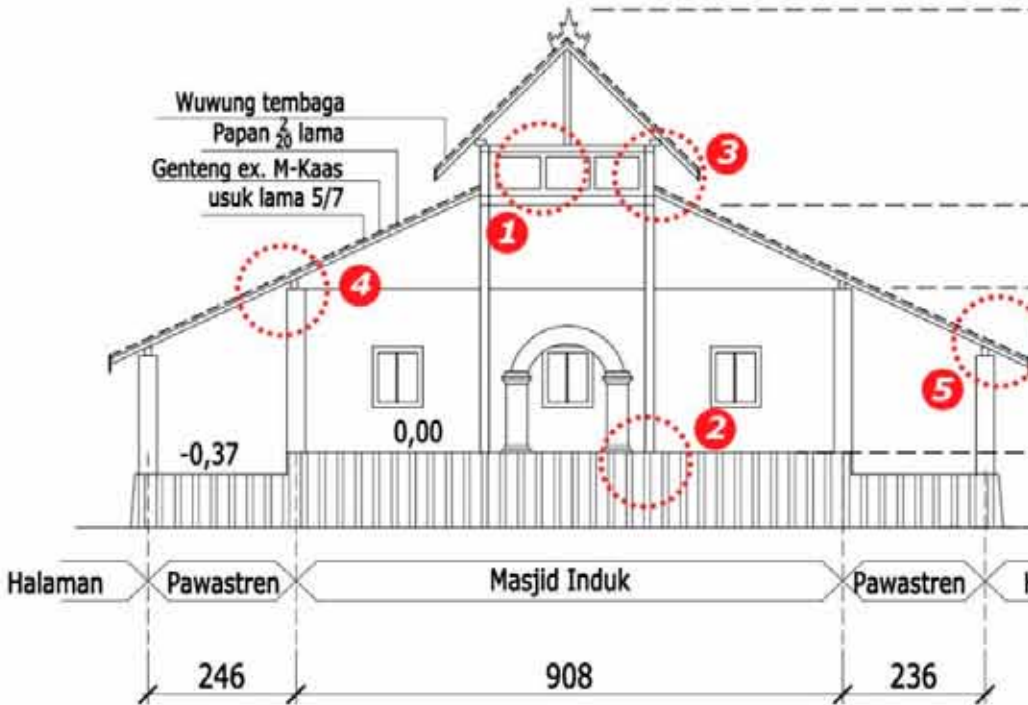 Wuwung tembaga
Papan 2/20 lama
Genteng ex. M-Kaas
usuk lama 5/7
3
1
4
5
2
0,00
-0,37
Halaman Pawastren Masjid Induk Pawastren
246 908 236